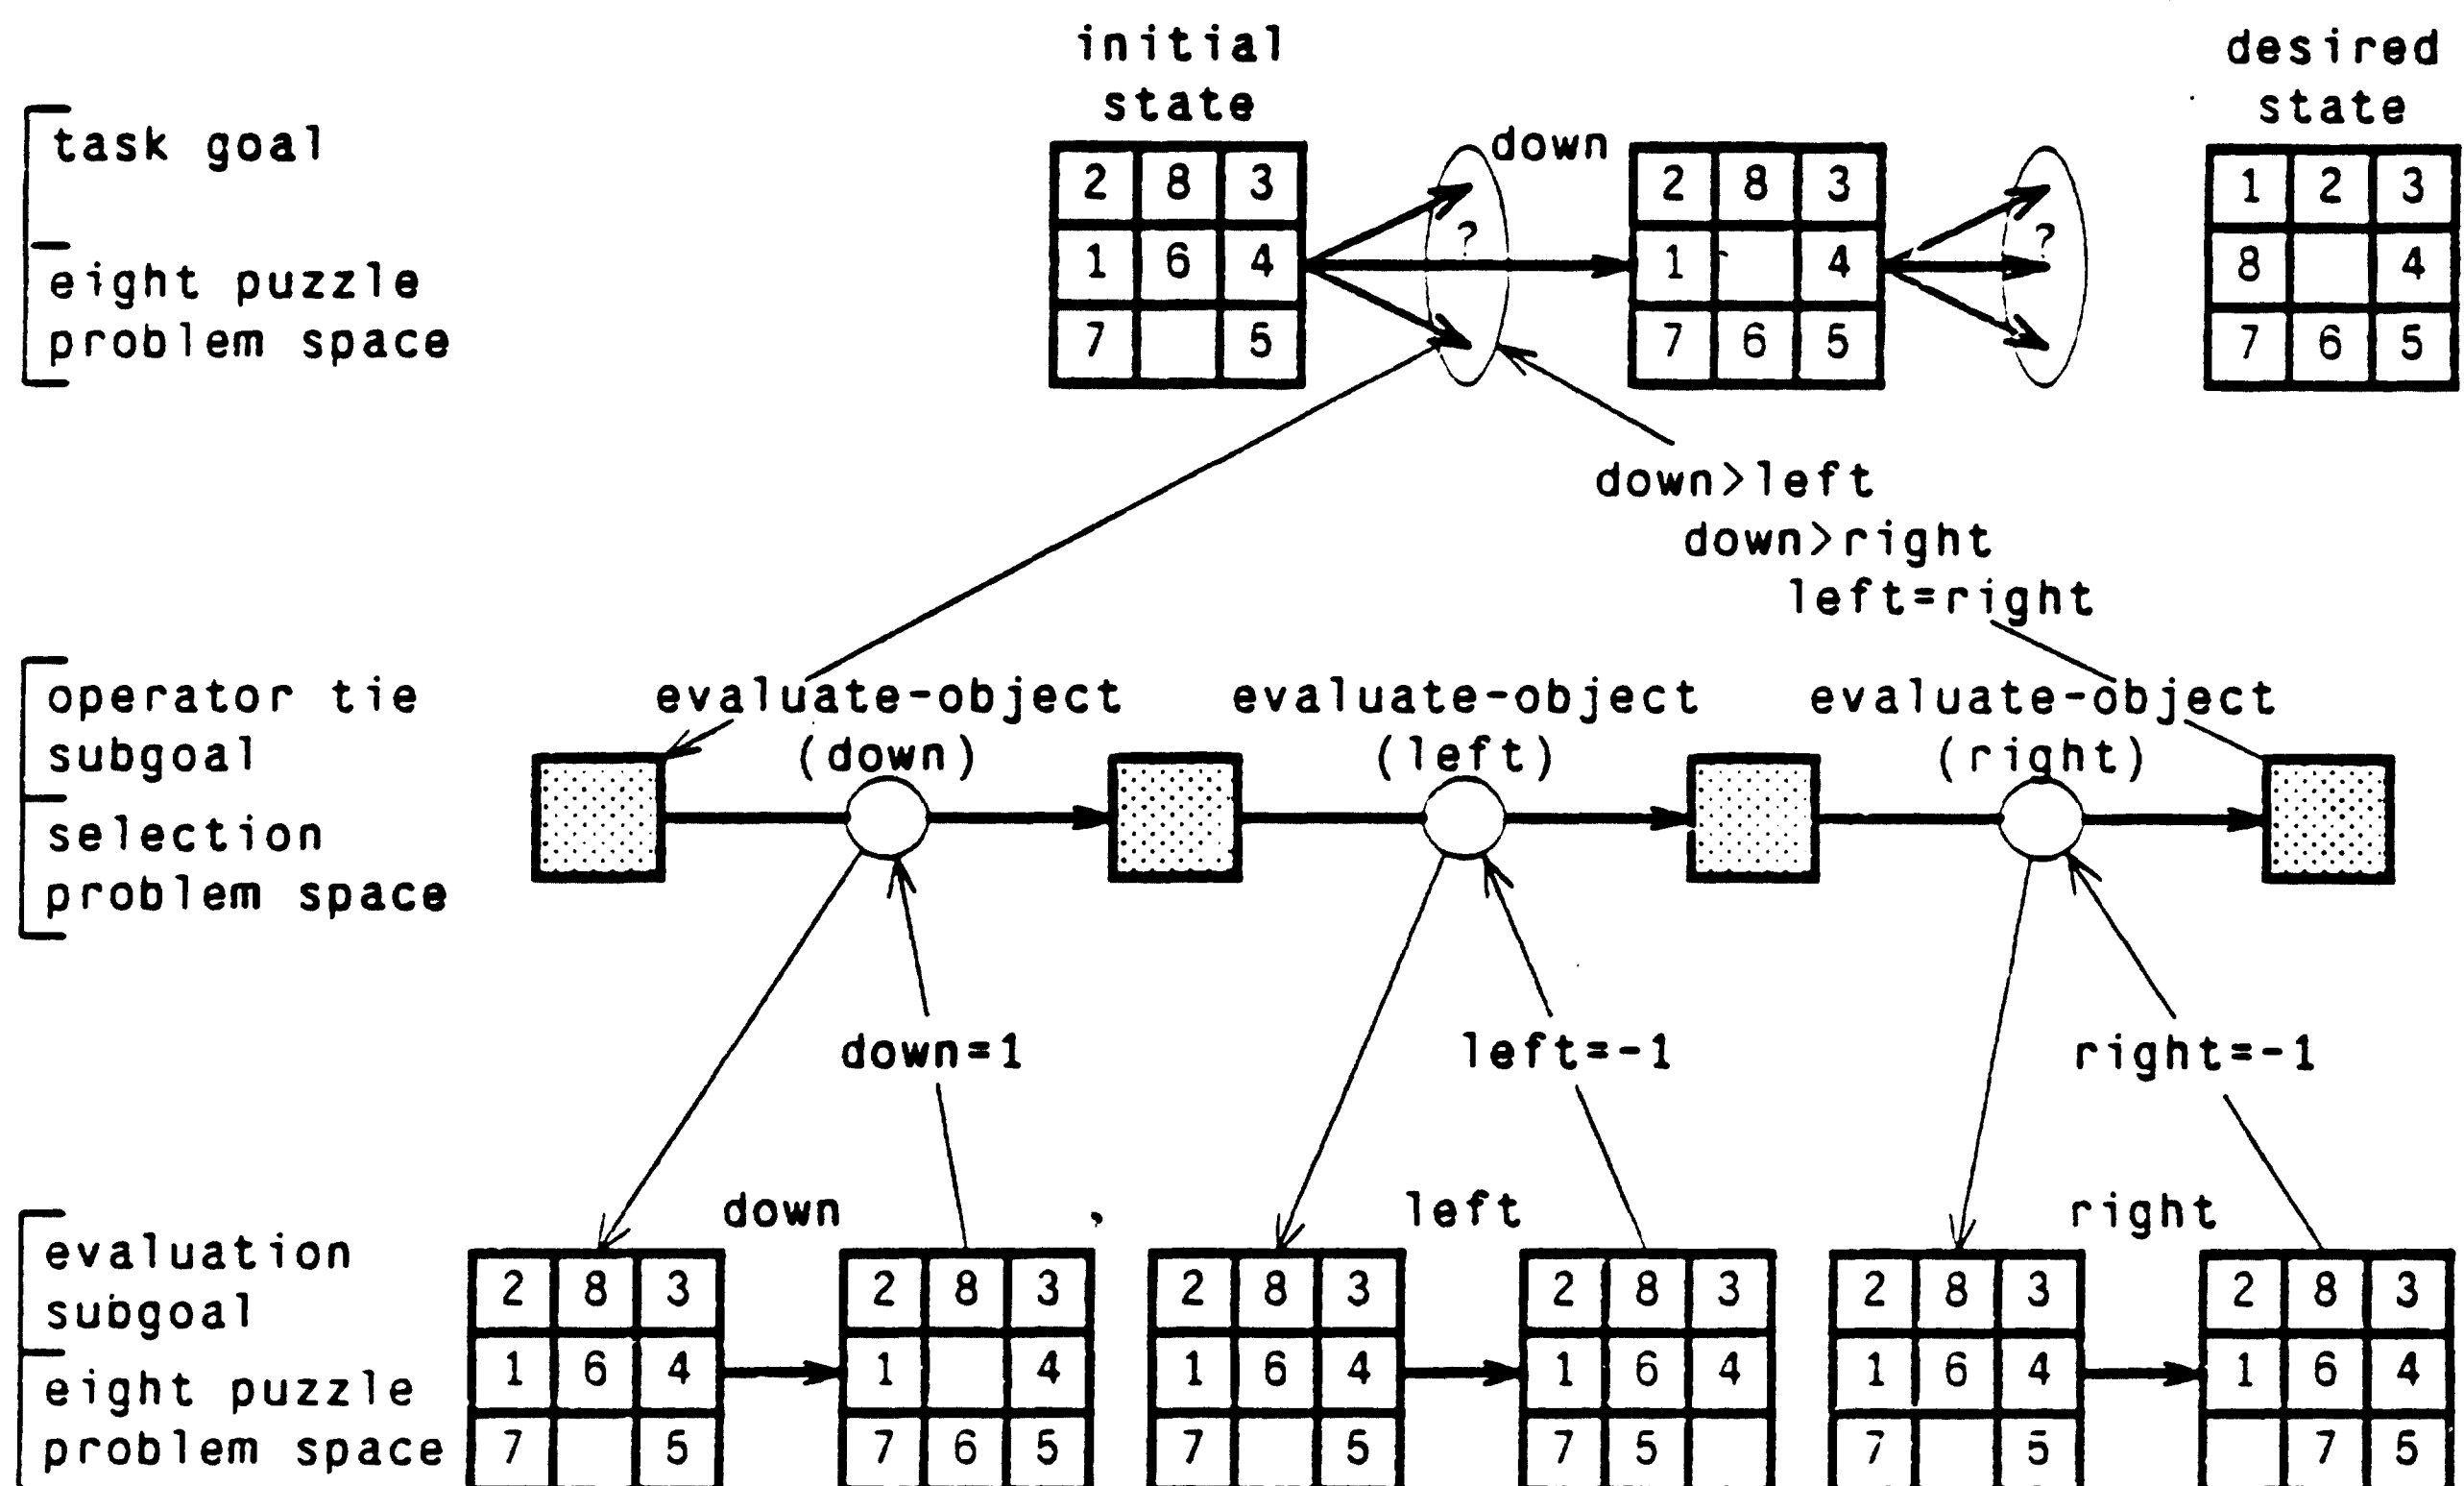 initial
state
desired
state
task goal
eight puzzle
problem space
down
2 8 3
1 6 4
7 5
?
2 8 3
1 4
7 6 5
?
1 2 3
8 4
7 6 5
down>left
down>right
left=right
operator tie
subgoal
selection
problem space
evaluate-object
(down)
evaluate-object
(left)
evaluate-object
(right)
down=1
left=-1
right=-1
evaluation
subgoal
eight puzzle
problem space
down
left
right
2 8 3
1 6 4
7 5
2 8 3
1 4
7 6 5
2 8 3
1 6 4
7 5
2 8 3
1 6 4
7 5
2 8 3
1 6 4
7 5
2 8 3
1 6 4
7 5